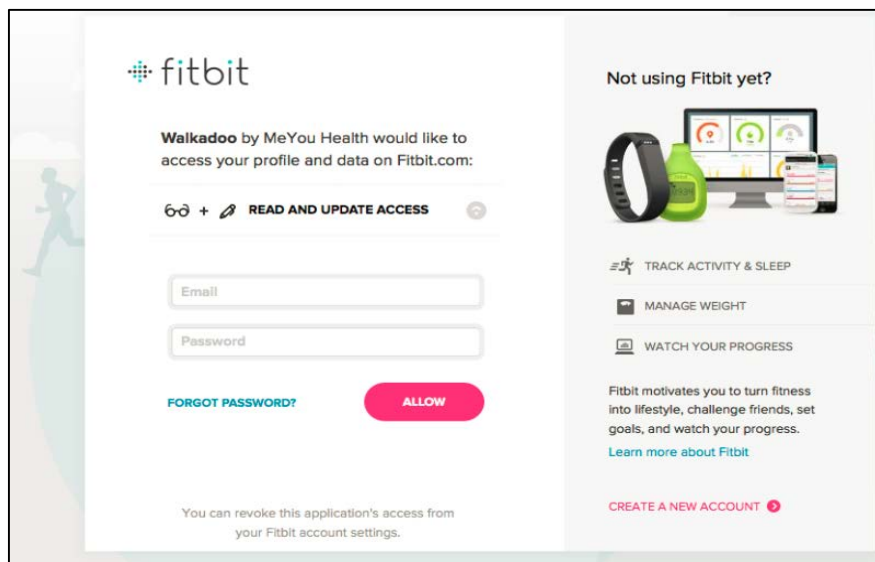 fitbit
Walkadoo by MeYou Health would like to
access your profile and data on Fitbit.com:
READ AND UPDATE ACCESS
Email
Password
FORGOT PASSWORD?
ALLOW
You can revoke this application's access from
your Fitbit account settings.
Not using Fitbit yet?
TRACK ACTIVITY & SLEEP
MANAGE WEIGHT
WATCH YOUR PROGRESS
Fitbit motivates you to turn fitness
into lifestyle, challenge friends, set
goals, and watch your progress.
Learn more about Fitbit
CREATE A NEW ACCOUNT